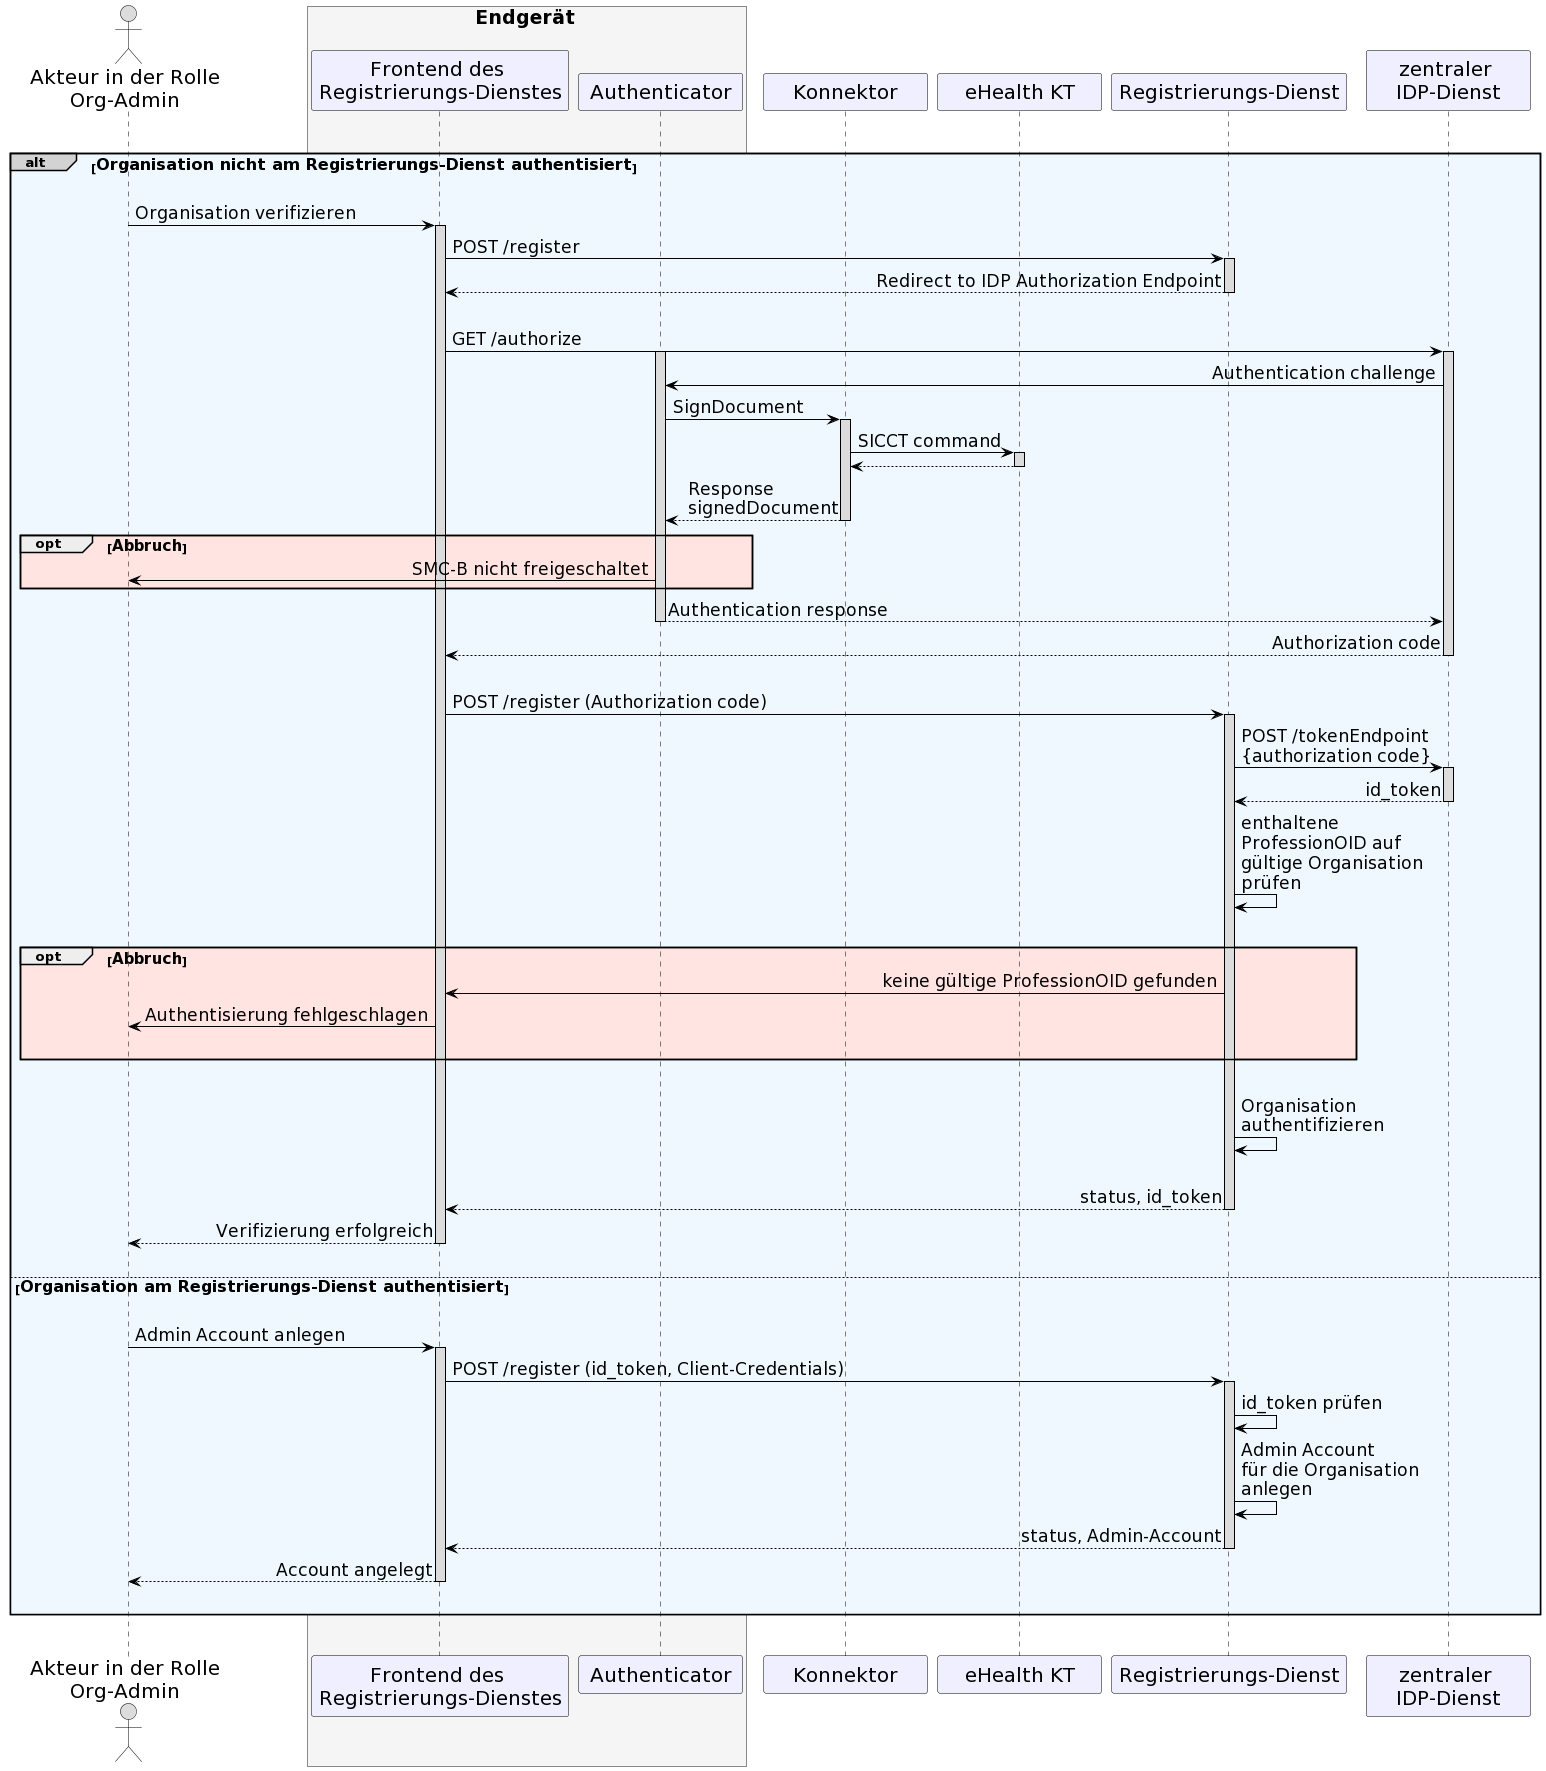 Endgerät
Akteur in der Rolle
Org-Admin
Frontend des
Registrierungs-Dienstes
Authenticator
Konnektor
eHealth KT
Registrierungs-Dienst
zentraler
IDP-Dienst
alt
[Organisation nicht am Registrierungs-Dienst authentisiert]
Organisation verifizieren
POST /register
Redirect to IDP Authorization Endpoint
GET /authorize
Authentication challenge
SignDocument
SICCT command
Response
signedDocument
opt
[Abbruch]
SMC-B nicht freigeschaltet
Authentication response
Authorization code
POST /register (Authorization code)
POST /tokenEndpoint
{authorization code}
id_token
enthaltene
ProfessionOID auf
gültige Organisation
prüfen
opt
[Abbruch]
keine gültige ProfessionOID gefunden
Authentisierung fehlgeschlagen
Organisation
authentifizieren
status, id_token
Verifizierung erfolgreich
[Organisation am Registrierungs-Dienst authentisiert]
Admin Account anlegen
POST /register (id_token, Client-Credentials)
id_token prüfen
Admin Account
für die Organisation
anlegen
status, Admin-Account
Account angelegt
Akteur in der Rolle
Org-Admin
Frontend des
Registrierungs-Dienstes
Authenticator
Konnektor
eHealth KT
Registrierungs-Dienst
zentraler
IDP-Dienst